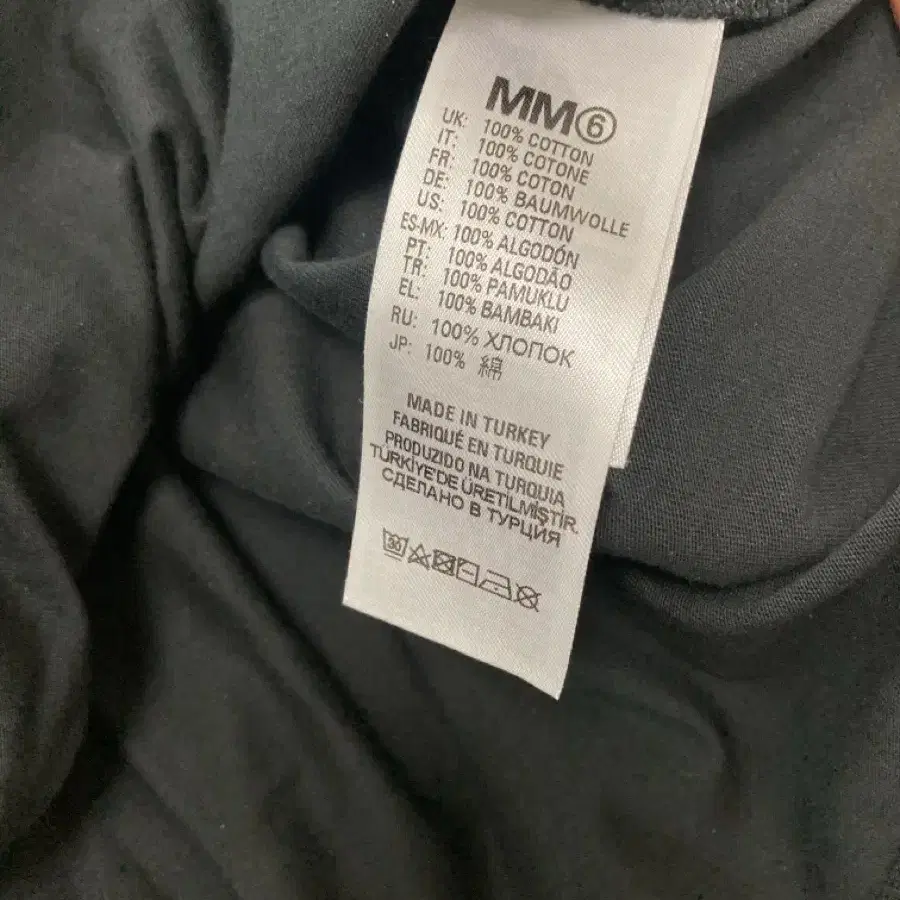 MM⑥
UK: 100% COTTON
IT: 100% COTONE
FR: 100% COTON
DE: 100% BAUMWOLLE
US: 100% COTTON
ES-MX: 100% ALGODÓN
PT: 100% ALGODÃO
TR: 100% PAMUKLU
EL: 100% BAMBAKI
RU: 100% ХЛОПОК
JP: 100% 綿
MADE IN TURKEY
FABRIQUÉ EN TURQUIE
PRODUZIDO NA TURQUIA
TÜRKİYE'DE ÜRETİLMİŞTİR.
СДЕЛАНО В ТУРЦИЯ
30